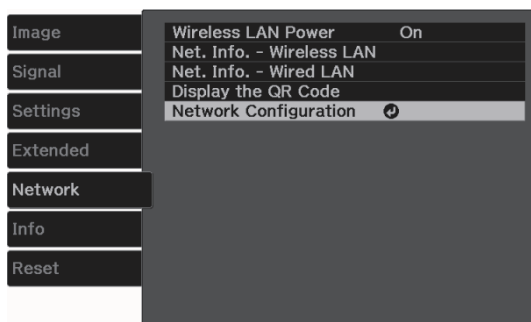 Image
Signal
Settings
Extended
Network
Info
Reset
Wireless LAN Power On
Net. Info. - Wireless LAN
Net. Info. - Wired LAN
Display the QR Code
Network Configuration